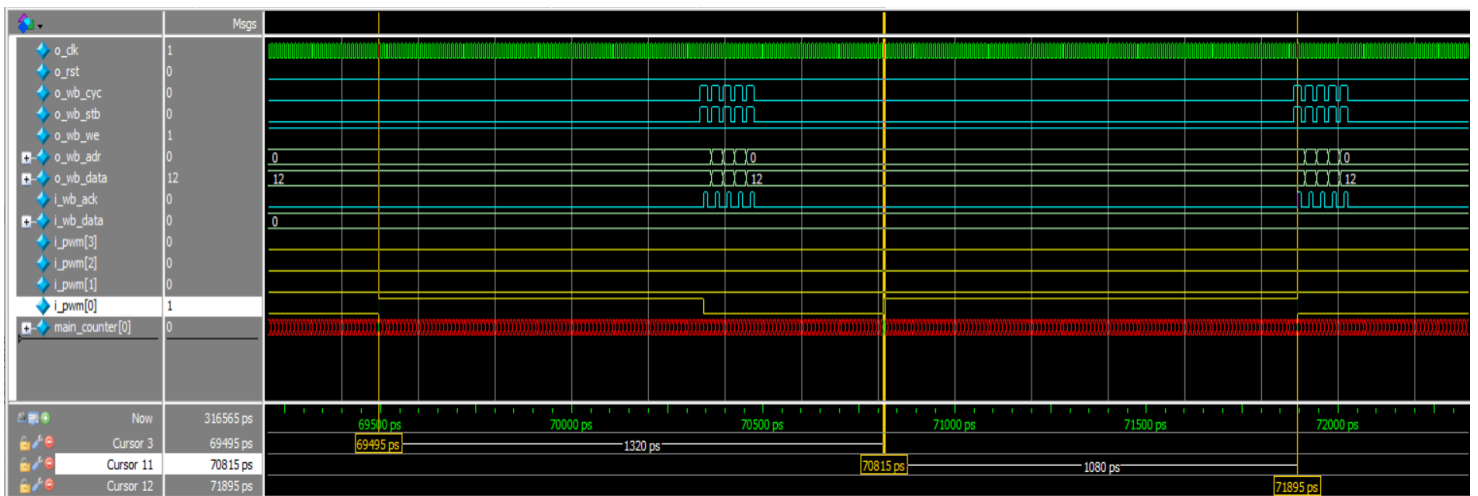 Msgs
o_clk 1
o_rst 0
o_wb_cyc 0
o_wb_stb 0
o_wb_we 1
o_wb_adr 0 0 0 0
o_wb_data 12 12 12 12
i_wb_ack 0
i_wb_data 0 0
i_pwm[3] 0
i_pwm[2] 0
i_pwm[1] 0
i_pwm[0] 1
main_counter[0] 0
Now 316565 ps 69500 ps 70000 ps 70500 ps 71000 ps 71500 ps 72000 ps
Cursor 3 69495 ps 69495 ps 1320 ps
Cursor 11 70815 ps 70815 ps 1080 ps
Cursor 12 71895 ps 71895 ps